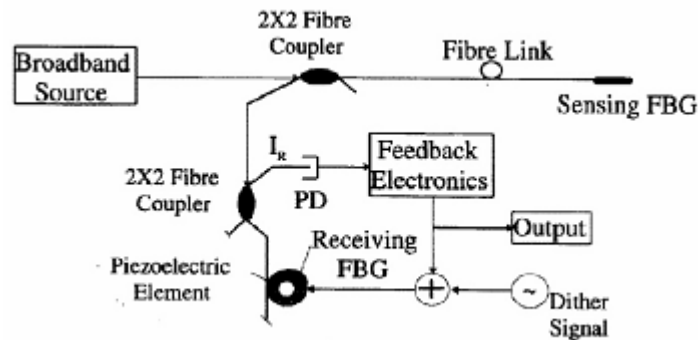 2X2 Fibre
Coupler
Broadband
Source
Fibre Link
Sensing FBG
I_R
PD
Feedback
Electronics
2X2 Fibre
Coupler
Output
Receiving
FBG
Piezoelectric
Element
+
~
Dither
Signal